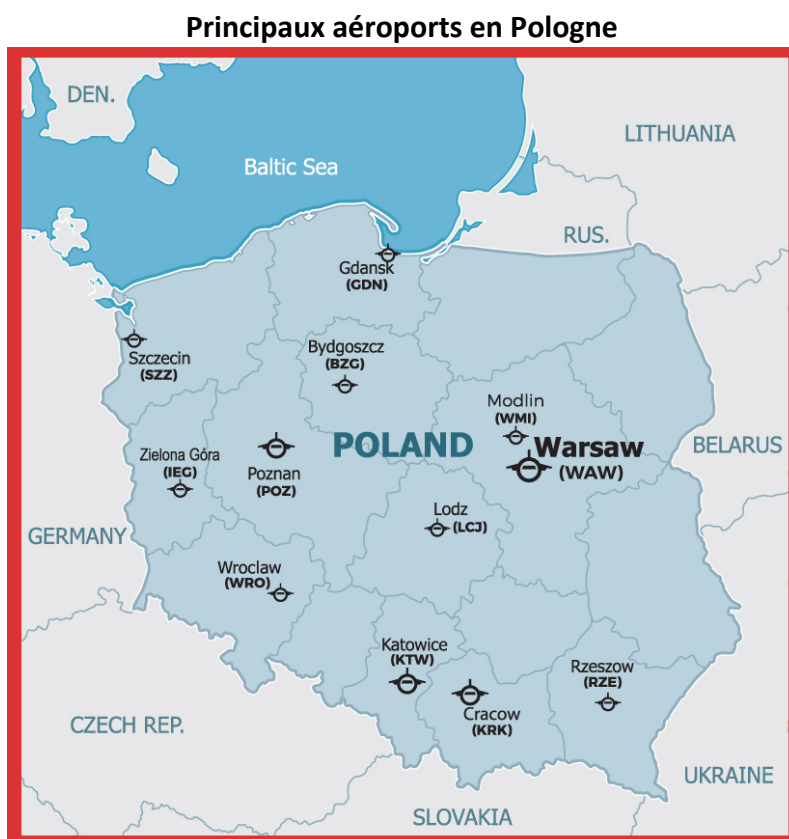 Principaux aéroports en Pologne
DEN.
LITHUANIA
Baltic Sea
RUS.
Gdansk
(GDN)
Szczecin
(SZZ)
Bydgoszcz
(BZG)
Modlin
(WMI)
POLAND
Warsaw
(WAW)
BELARUS
Zielona Góra
(IEG)
Poznan
(POZ)
Lodz
(LCJ)
GERMANY
Wroclaw
(WRO)
Katowice
(KTW)
Rzeszow
(RZE)
Cracow
(KRK)
CZECH REP.
UKRAINE
SLOVAKIA